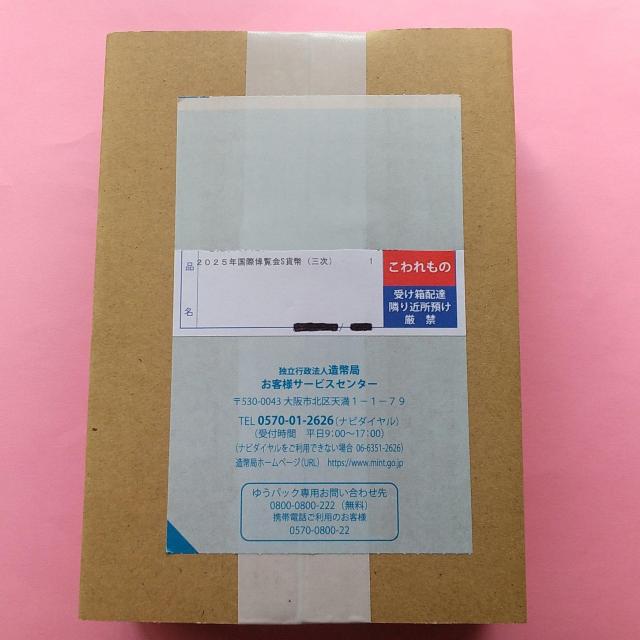 品名
2025年国際博覧会S貨幣（三次） 1
こわれもの
受け箱配達
隣り近所預け
厳 禁
独立行政法人造幣局
お客様サービスセンター
〒530-0043 大阪市北区天満1-1-79
TEL 0570-01-2626(ナビダイヤル)
(受付時間 平日9:00〜17:00)
(ナビダイヤルをご利用できない場合 06-6351-2626)
造幣局ホームページ(URL) https://www.mint.go.jp
ゆうパック専用お問い合わせ先
0800-0800-222（無料）
携帯電話ご利用のお客様
0570-0800-22